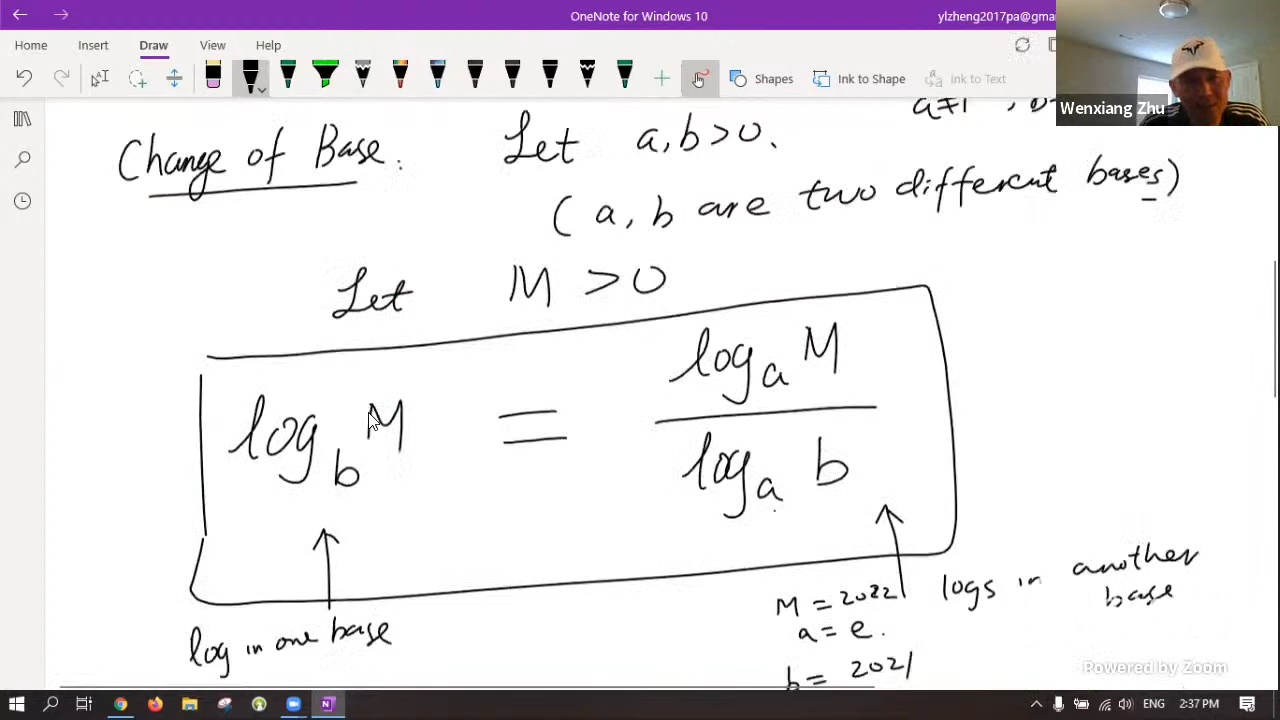 OneNote for Windows 10
ylzheng2017pa@gma
Home Insert Draw View Help
Shapes Ink to Shape Ink to Text
Wenxiang Zhu
a≠1
Change of Base: Let a, b > 0.
(a, b are two different bases)
Let M > 0
log_b M = log_a M / log_a b
log in one base
logs in another base
M = 2022
a = e.
b = 2021
Powered by Zoom
ENG 2:37 PM